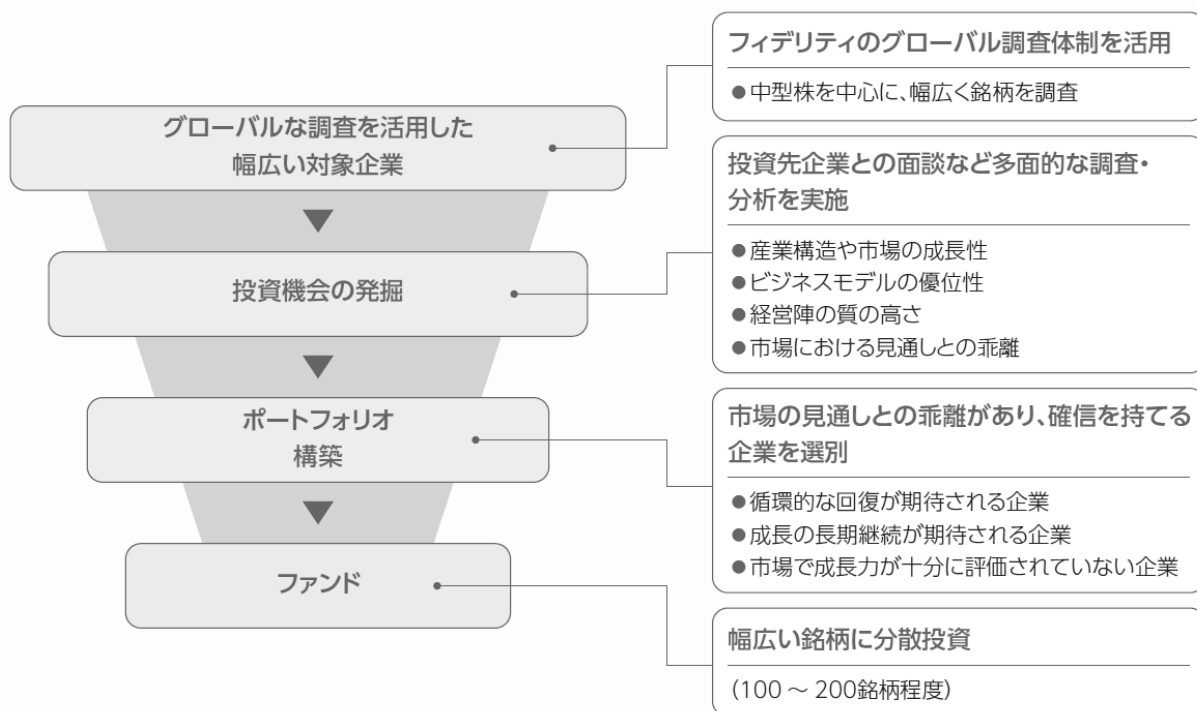 グローバルな調査を活用した
幅広い対象企業
フィデリティのグローバル調査体制を活用
●中型株を中心に、幅広く銘柄を調査
投資機会の発掘
投資先企業との面談など多面的な調査・
分析を実施
●産業構造や市場の成長性
●ビジネスモデルの優位性
●経営陣の質の高さ
●市場における見通しとの乖離
ポートフォリオ
構築
市場の見通しとの乖離があり、確信を持てる
企業を選別
●循環的な回復が期待される企業
●成長の長期継続が期待される企業
●市場で成長力が十分に評価されていない企業
ファンド
幅広い銘柄に分散投資
（100 ～ 200銘柄程度）